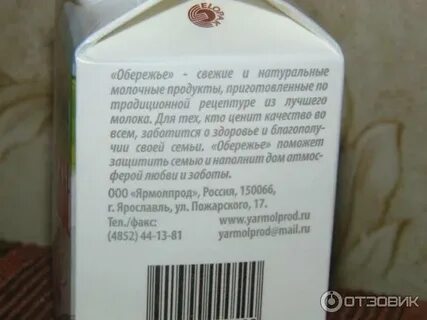 ELOPAK
«Обережье» - свежие и натуральные
молочные продукты, приготовленные по
традиционной рецептуре из лучшего
молока. Для тех, кто ценит качество во
всем, заботится о здоровье и благополу-
чии своей семьи. «Обережье» поможет
защитить семью и наполнит дом атмос-
ферой любви и заботы.
ООО «Ярмолпрод», Россия, 150066,
г. Ярославль, ул. Пожарского, 17.
Тел./факс: www.yarmolprod.ru
(4852) 44-13-81 yarmolprod@mail.ru
ОТЗОВИК